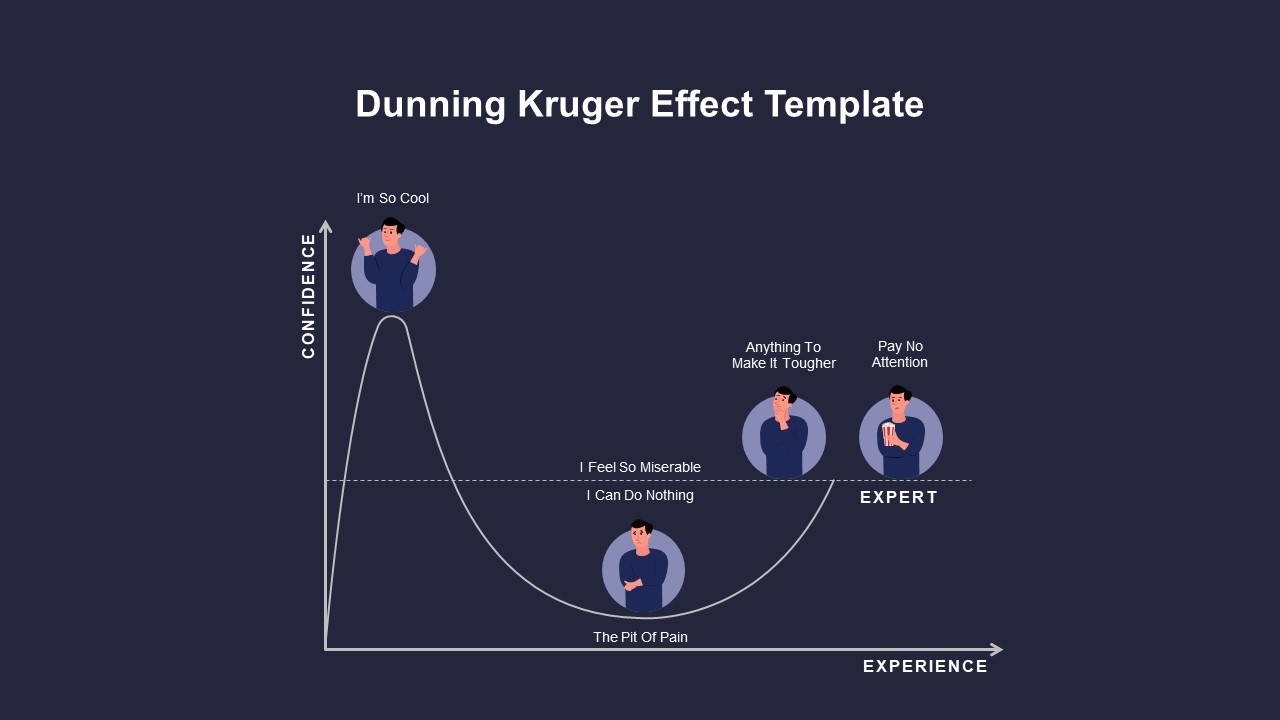 Dunning Kruger Effect Template
I'm So Cool
CONFIDENCE
Anything To
Make It Tougher
Pay No
Attention
I Feel So Miserable
I Can Do Nothing
EXPERT
The Pit Of Pain
EXPERIENCE